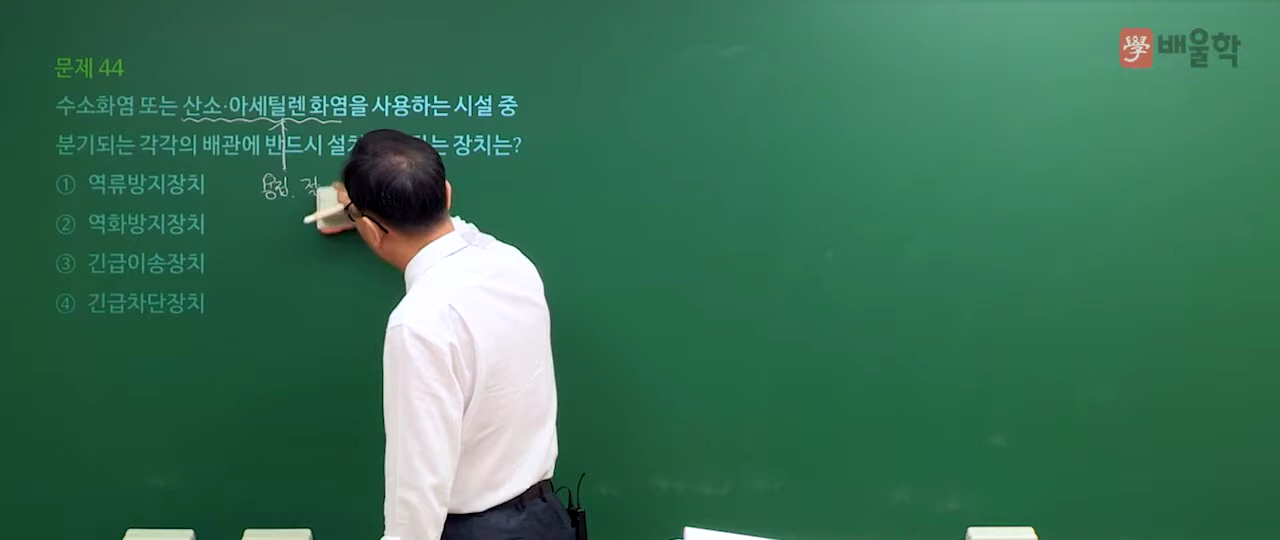 學 배울학
문제 44
수소화염 또는 산소·아세틸렌 화염을 사용하는 시설 중
분기되는 각각의 배관에 반드시 는 장치는?
용접, 절
① 역류방지장치
② 역화방지장치
③ 긴급이송장치
④ 긴급차단장치